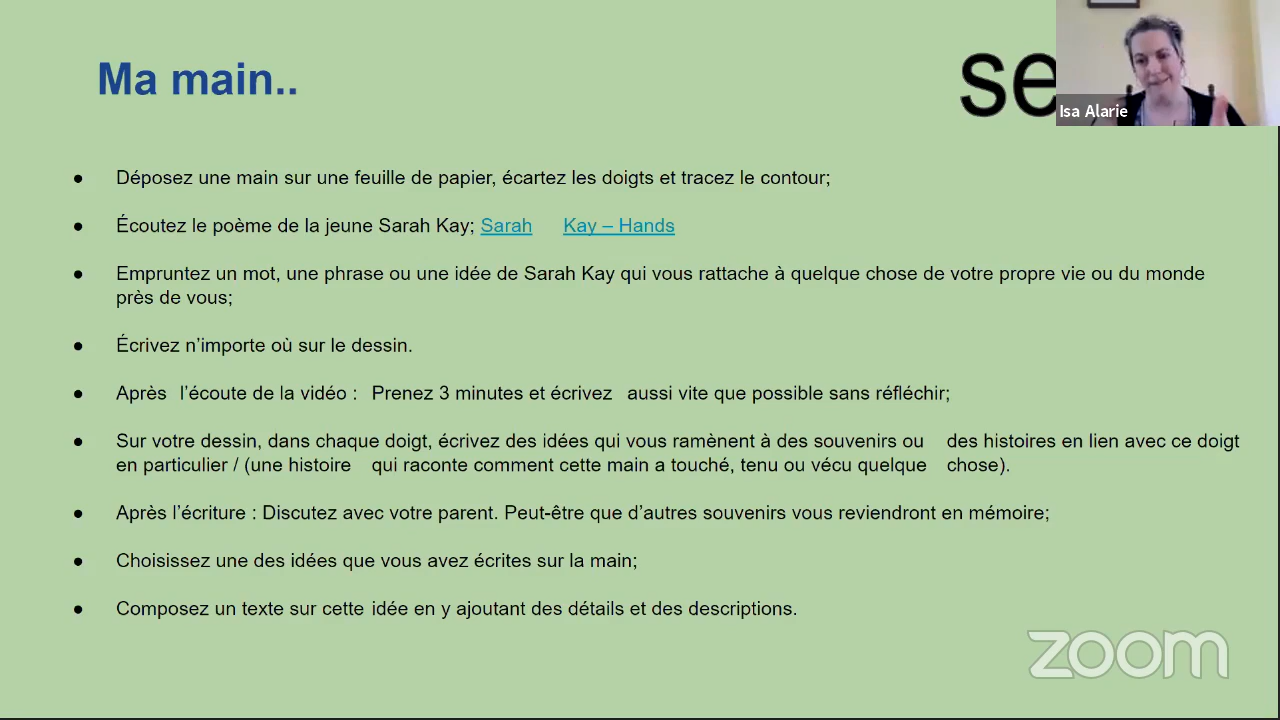 Ma main..
se
Isa Alarie
● Déposez une main sur une feuille de papier, écartez les doigts et tracez le contour;
● Écoutez le poème de la jeune Sarah Kay; Sarah Kay – Hands
● Empruntez un mot, une phrase ou une idée de Sarah Kay qui vous rattache à quelque chose de votre propre vie ou du monde
près de vous;
● Écrivez n’importe où sur le dessin.
● Après l’écoute de la vidéo : Prenez 3 minutes et écrivez aussi vite que possible sans réfléchir;
● Sur votre dessin, dans chaque doigt, écrivez des idées qui vous ramènent à des souvenirs ou des histoires en lien avec ce doigt
en particulier / (une histoire qui raconte comment cette main a touché, tenu ou vécu quelque chose).
● Après l’écriture : Discutez avec votre parent. Peut-être que d’autres souvenirs vous reviendront en mémoire;
● Choisissez une des idées que vous avez écrites sur la main;
● Composez un texte sur cette idée en y ajoutant des détails et des descriptions.
zoom